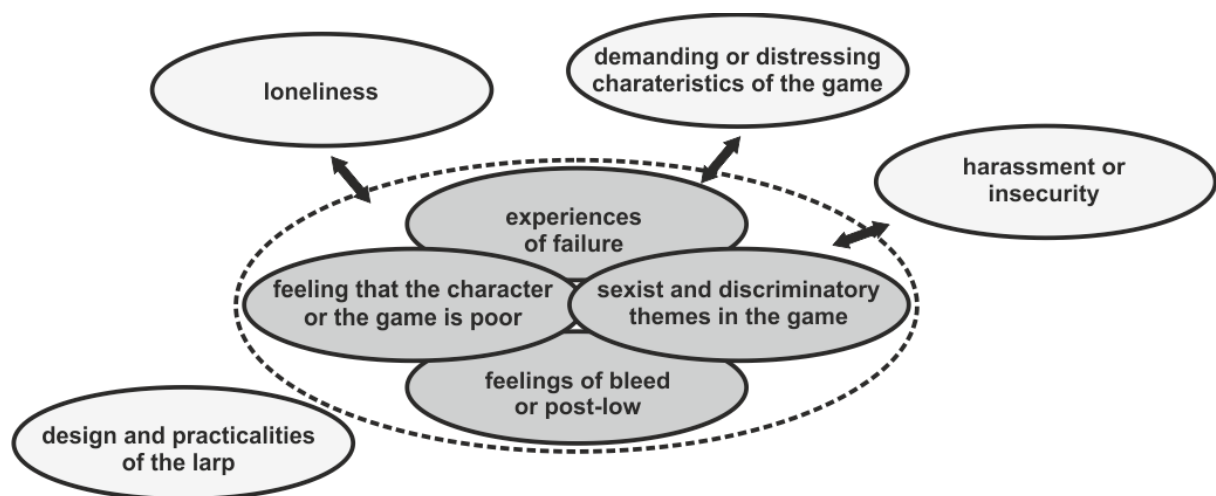 loneliness
demanding or distressing
charateristics of the game
harassment or
insecurity
experiences
of failure
feeling that the character
or the game is poor
sexist and discriminatory
themes in the game
feelings of bleed
or post-low
design and practicalities
of the larp